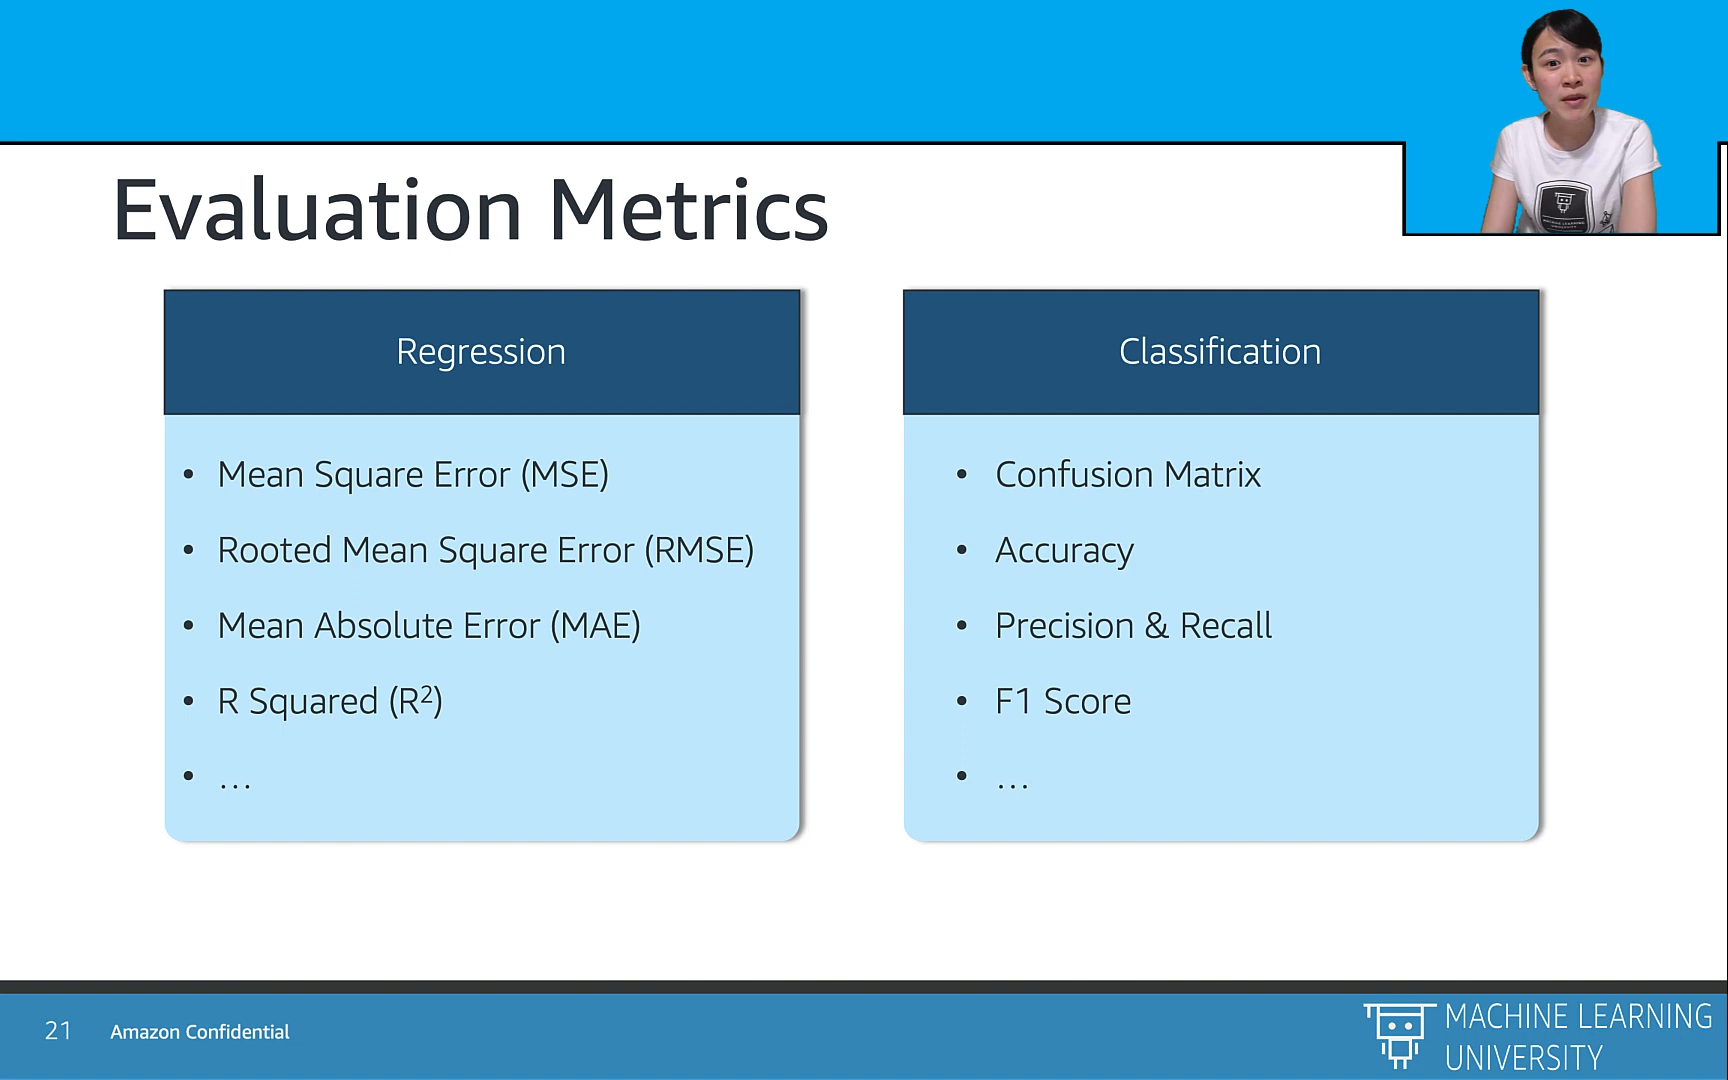 Evaluation Metrics
Regression
• Mean Square Error (MSE)
• Rooted Mean Square Error (RMSE)
• Mean Absolute Error (MAE)
• R Squared (R²)
• ...
Classification
• Confusion Matrix
• Accuracy
• Precision & Recall
• F1 Score
• ...
21 Amazon Confidential
MACHINE LEARNING
UNIVERSITY